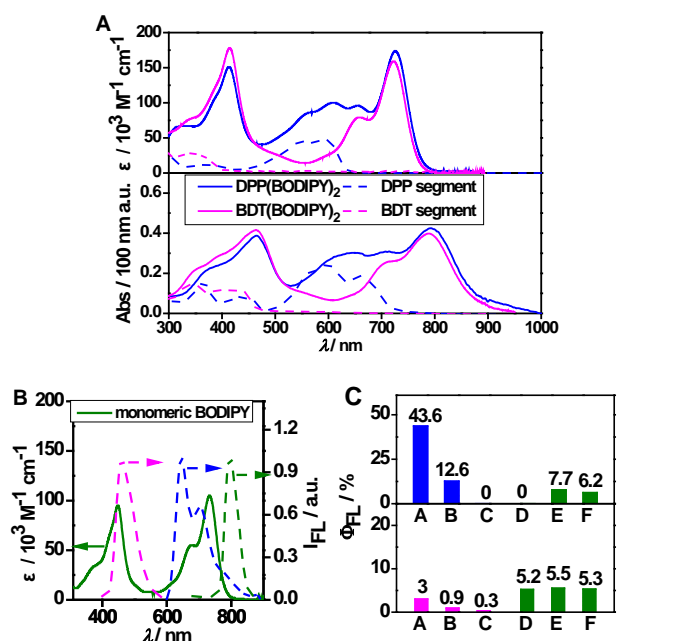 A
ε / 10³ M⁻¹ cm⁻¹
200
150
100
50
0
DPP(BODIPY)₂
DPP segment
BDT(BODIPY)₂
BDT segment
Abs / 100 nm a.u.
0.6
0.4
0.2
0.0
300 400 500 600 700 800 900 1000
λ/ nm
B
monomeric BODIPY
ε / 10³ M⁻¹ cm⁻¹
200
150
100
50
0
1.2
0.9
0.6
0.3
0.0
I_FL / a.u.
400 600 800
λ/ nm
C
Φ_FL / %
50
25
0
43.6
12.6
0
0
7.7
6.2
A B C D E F
20
10
0
3
0.9
0.3
5.2
5.5
5.3
A B C D E F